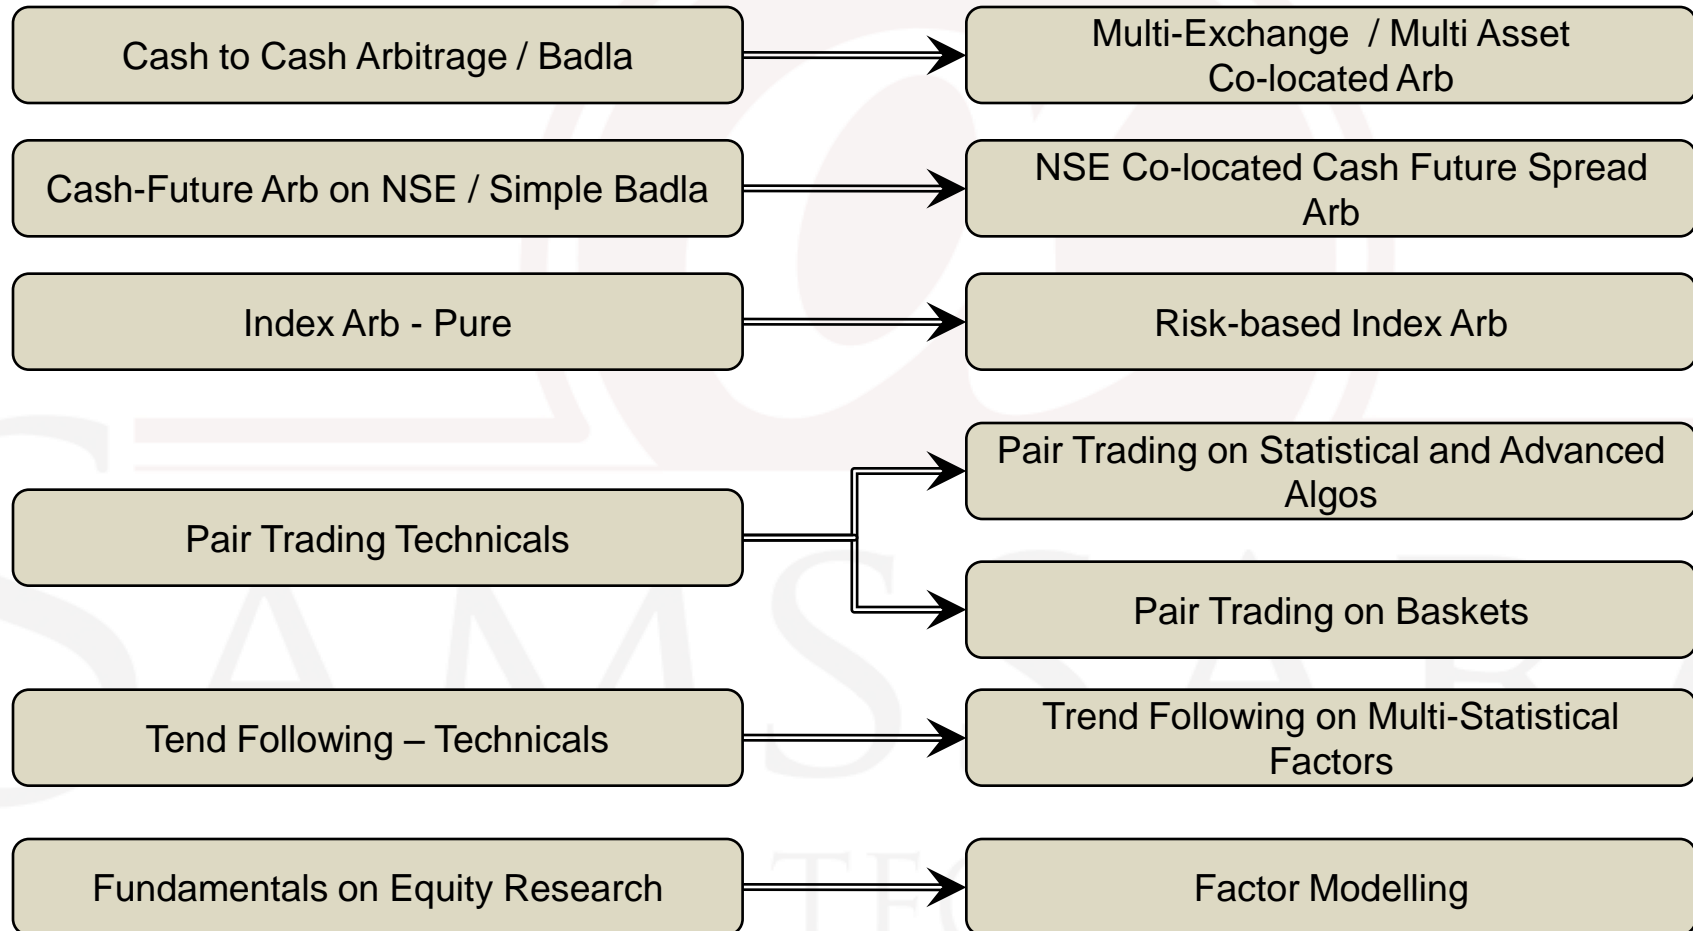 Cash to Cash Arbitrage / Badla
Multi-Exchange / Multi Asset
Co-located Arb
Cash-Future Arb on NSE / Simple Badla
NSE Co-located Cash Future Spread
Arb
Index Arb - Pure
Risk-based Index Arb
Pair Trading Technicals
Pair Trading on Statistical and Advanced
Algos
Pair Trading on Baskets
Tend Following – Technicals
Trend Following on Multi-Statistical
Factors
Fundamentals on Equity Research
Factor Modelling